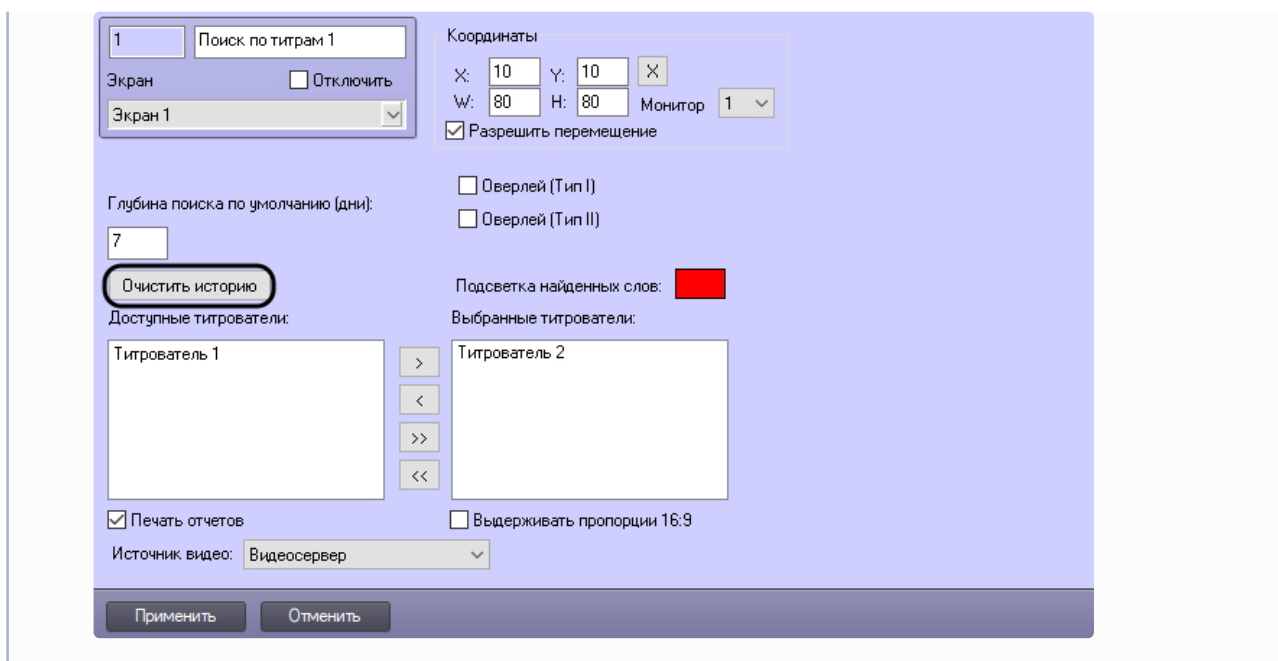 1 Поиск по титрам 1
Экран Отключить
Экран 1
Координаты
X: 10 Y: 10 X
W: 80 H: 80 Монитор 1
Разрешить перемещение
Оверлей (Тип I)
Глубина поиска по умолчанию (дни):
Оверлей (Тип II)
7
Очистить историю Подсветка найденных слов:
Доступные титрователи: Выбранные титрователи:
Титрователь 1 Титрователь 2
>
<
>>
<<
Печать отчетов Выдерживать пропорции 16:9
Источник видео: Видеосервер
Применить Отменить